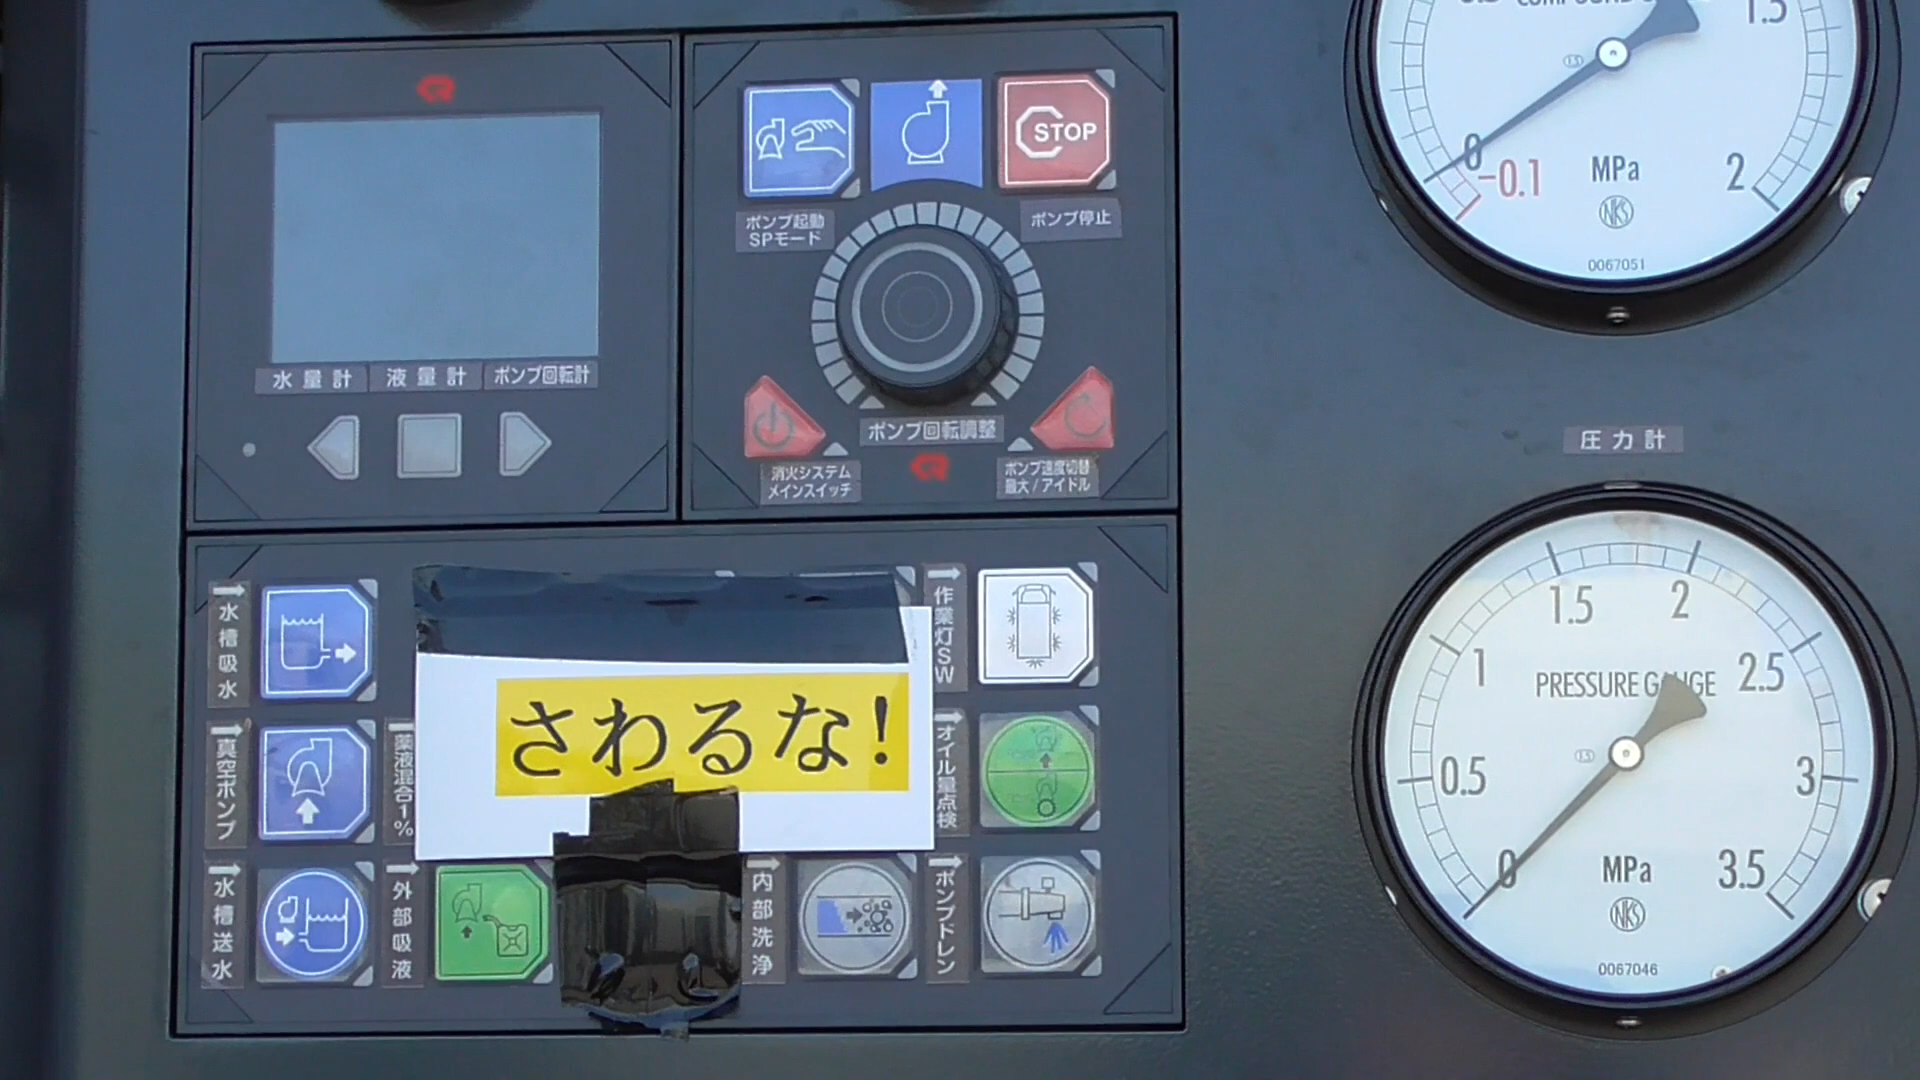 COMPOUND
1.5
0
-0.1
MPa
2
NKS
0067051
STOP
ポンプ起動
SPモード
ポンプ停止
水量計
液量計
ポンプ回転計
ポンプ回転調整
消火システム
メインスイッチ
ポンプ速度切替
最大/アイドル
圧力計
水槽吸水
作業灯SW
さわるな!
真空ポンプ
薬液混合1%
オイル量点検
水槽送水
外部吸液
内部洗浄
ポンプドレン
1.5
2
1
2.5
PRESSURE GAUGE
1.5
0.5
3
0
MPa
3.5
NKS
0067046